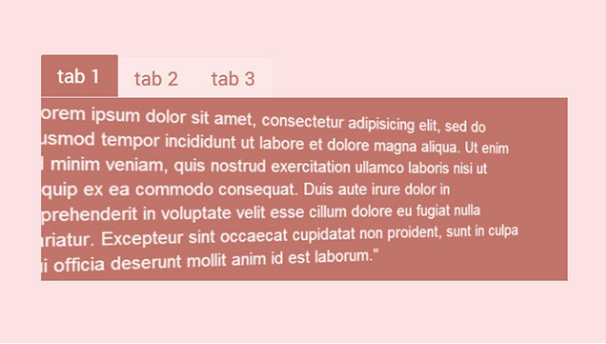 tab 1 tab 2 tab 3
orem ipsum dolor sit amet, consectetur adipisicing elit, sed do
usmod tempor incididunt ut labore et dolore magna aliqua. Ut enim
minim veniam, quis nostrud exercitation ullamco laboris nisi ut
quip ex ea commodo consequat. Duis aute irure dolor in
prehenderit in voluptate velit esse cillum dolore eu fugiat nulla
riatur. Excepteur sint occaecat cupidatat non proident, sunt in culpa
i officia deserunt mollit anim id est laborum."